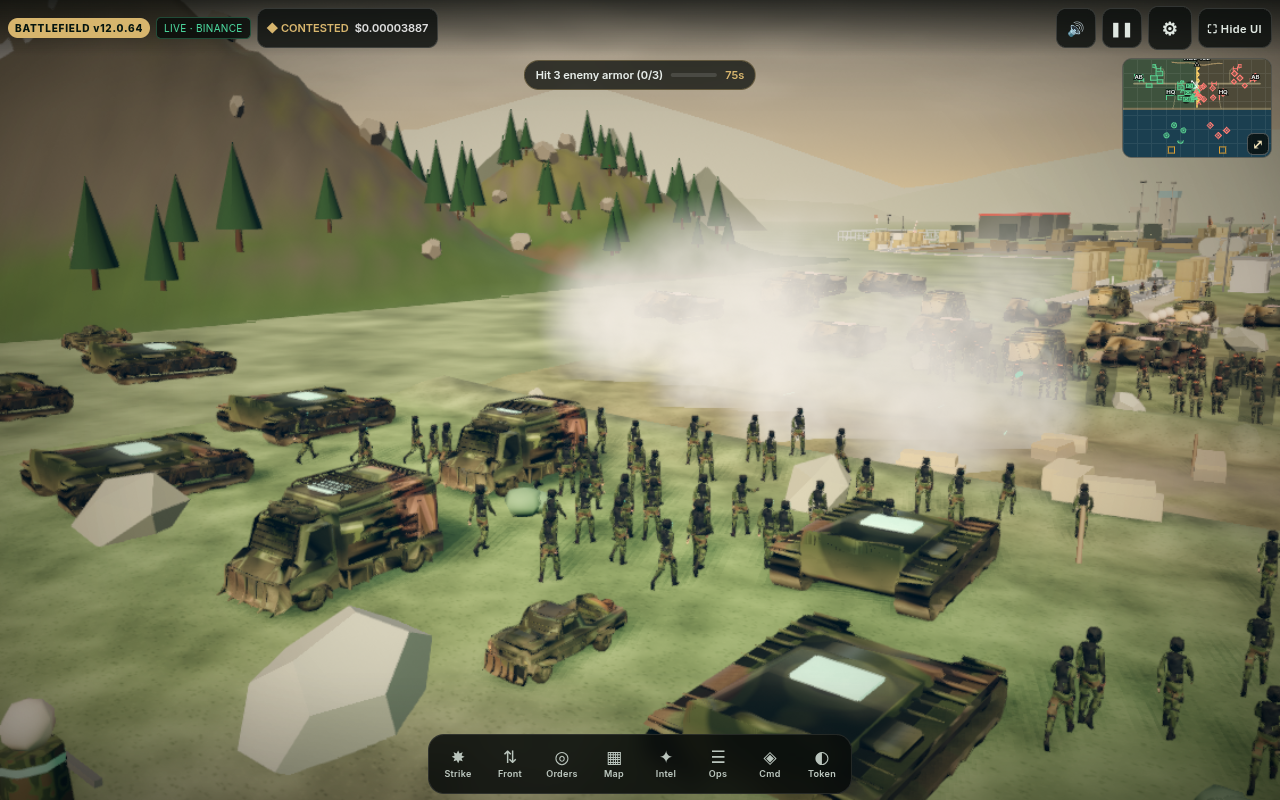 BATTLEFIELD v12.0.64
LIVE · BINANCE
CONTESTED $0.00003887
Hide UI
Hit 3 enemy armor (0/3) 75s
AB
AB
HQ
HQ
Strike
Front
Orders
Map
Intel
Ops
Cmd
Token